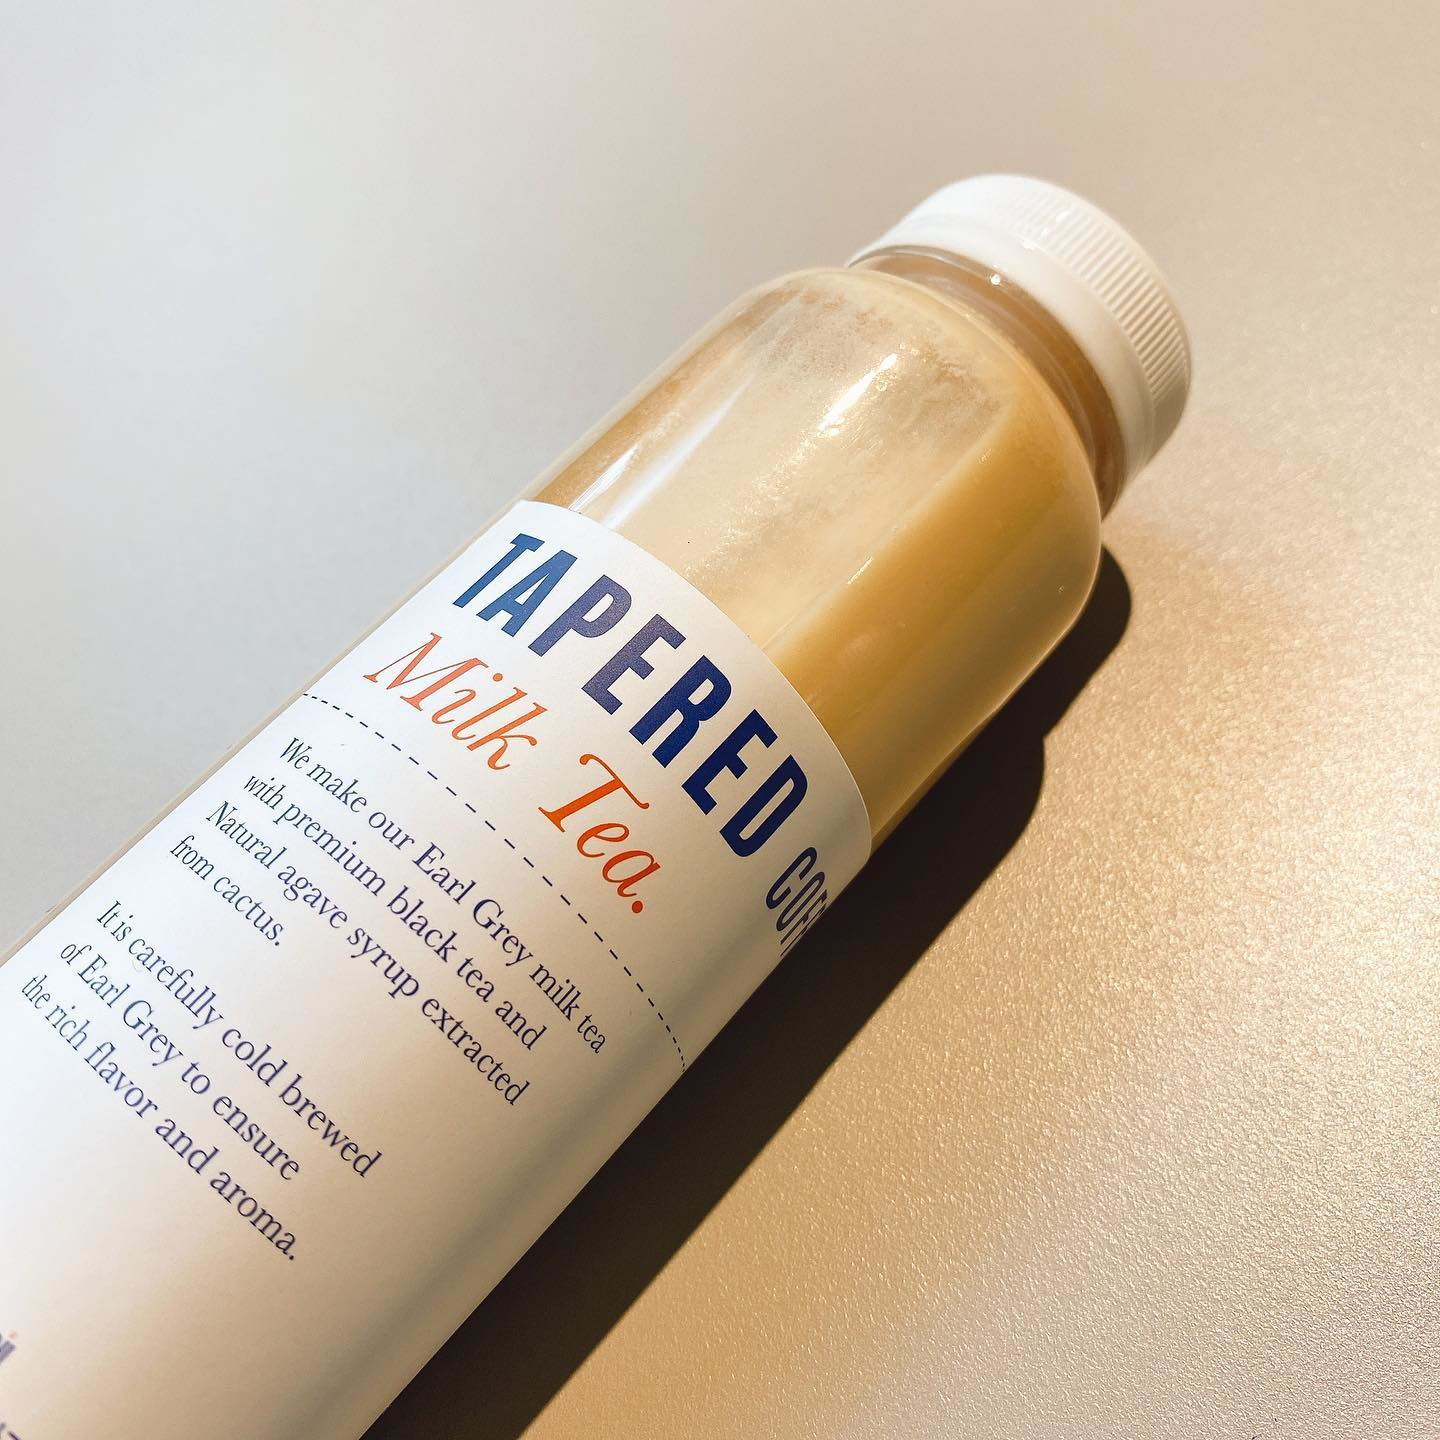 TAPERED
Milk Tea.
We make our Earl Grey milk tea
with premium black tea and
Natural agave syrup extracted
from cactus.
It is carefully cold brewed
of Earl Grey to ensure
the rich flavor and aroma.